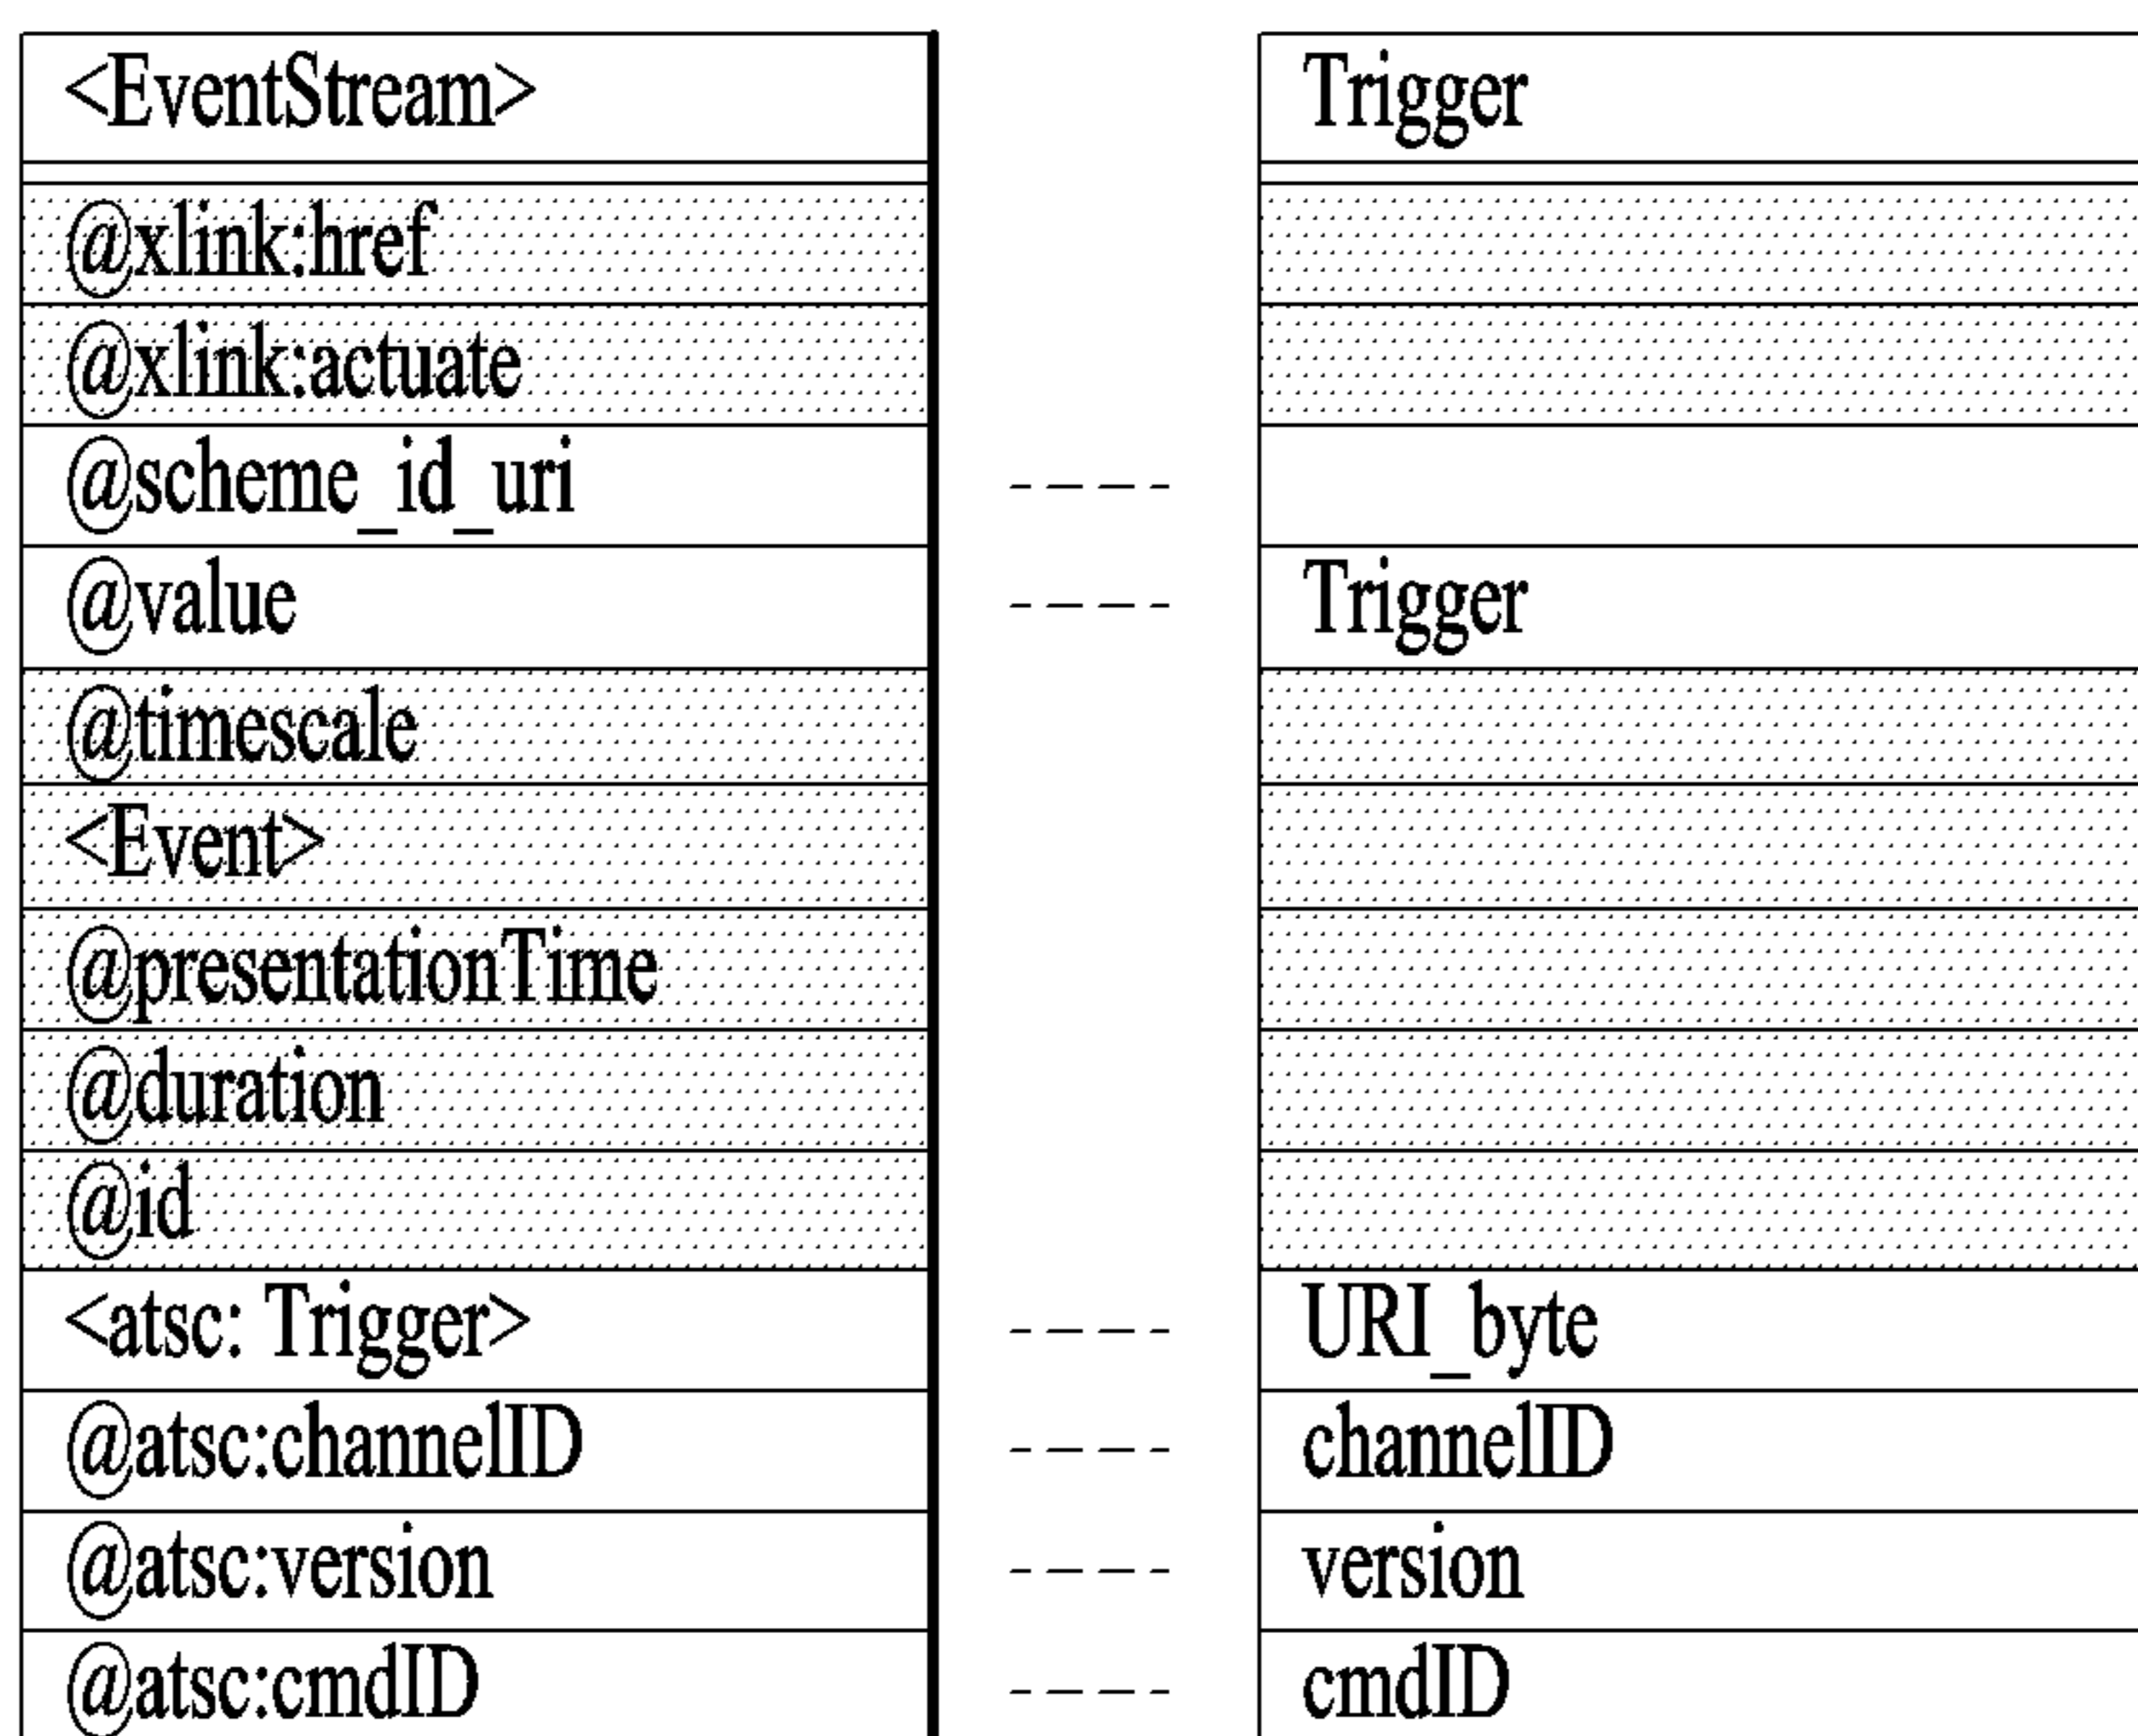 <EventStream> Trigger
@xlink:href
@xlink:actuate
@scheme_id_uri
@value Trigger
@timescale
<Event>
@presentationTime
@duration
@id
<atsc: Trigger> URI_byte
@atsc:channelID channelID
@atsc:version version
@atsc:cmdID cmdID